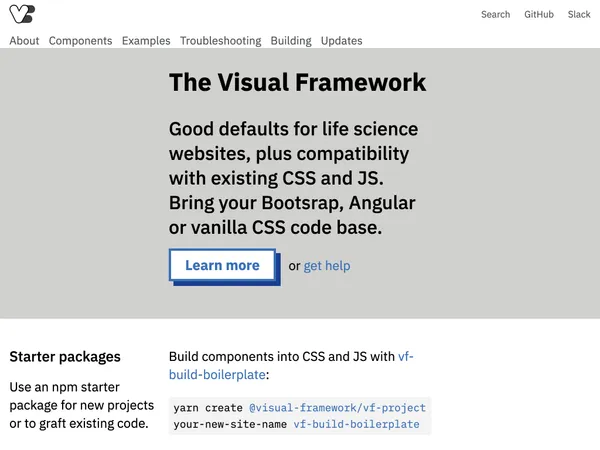 Search GitHub Slack
About Components Examples Troubleshooting Building Updates
The Visual Framework
Good defaults for life science
websites, plus compatibility
with existing CSS and JS.
Bring your Bootsrap, Angular
or vanilla CSS code base.
Learn more or get help
Starter packages
Use an npm starter
package for new projects
or to graft existing code.
Build components into CSS and JS with vf-
build-boilerplate:
yarn create @visual-framework/vf-project
your-new-site-name vf-build-boilerplate